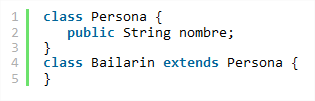 1 class Persona {
2    public String nombre;
3 }
4 class Bailarin extends Persona {
5 }